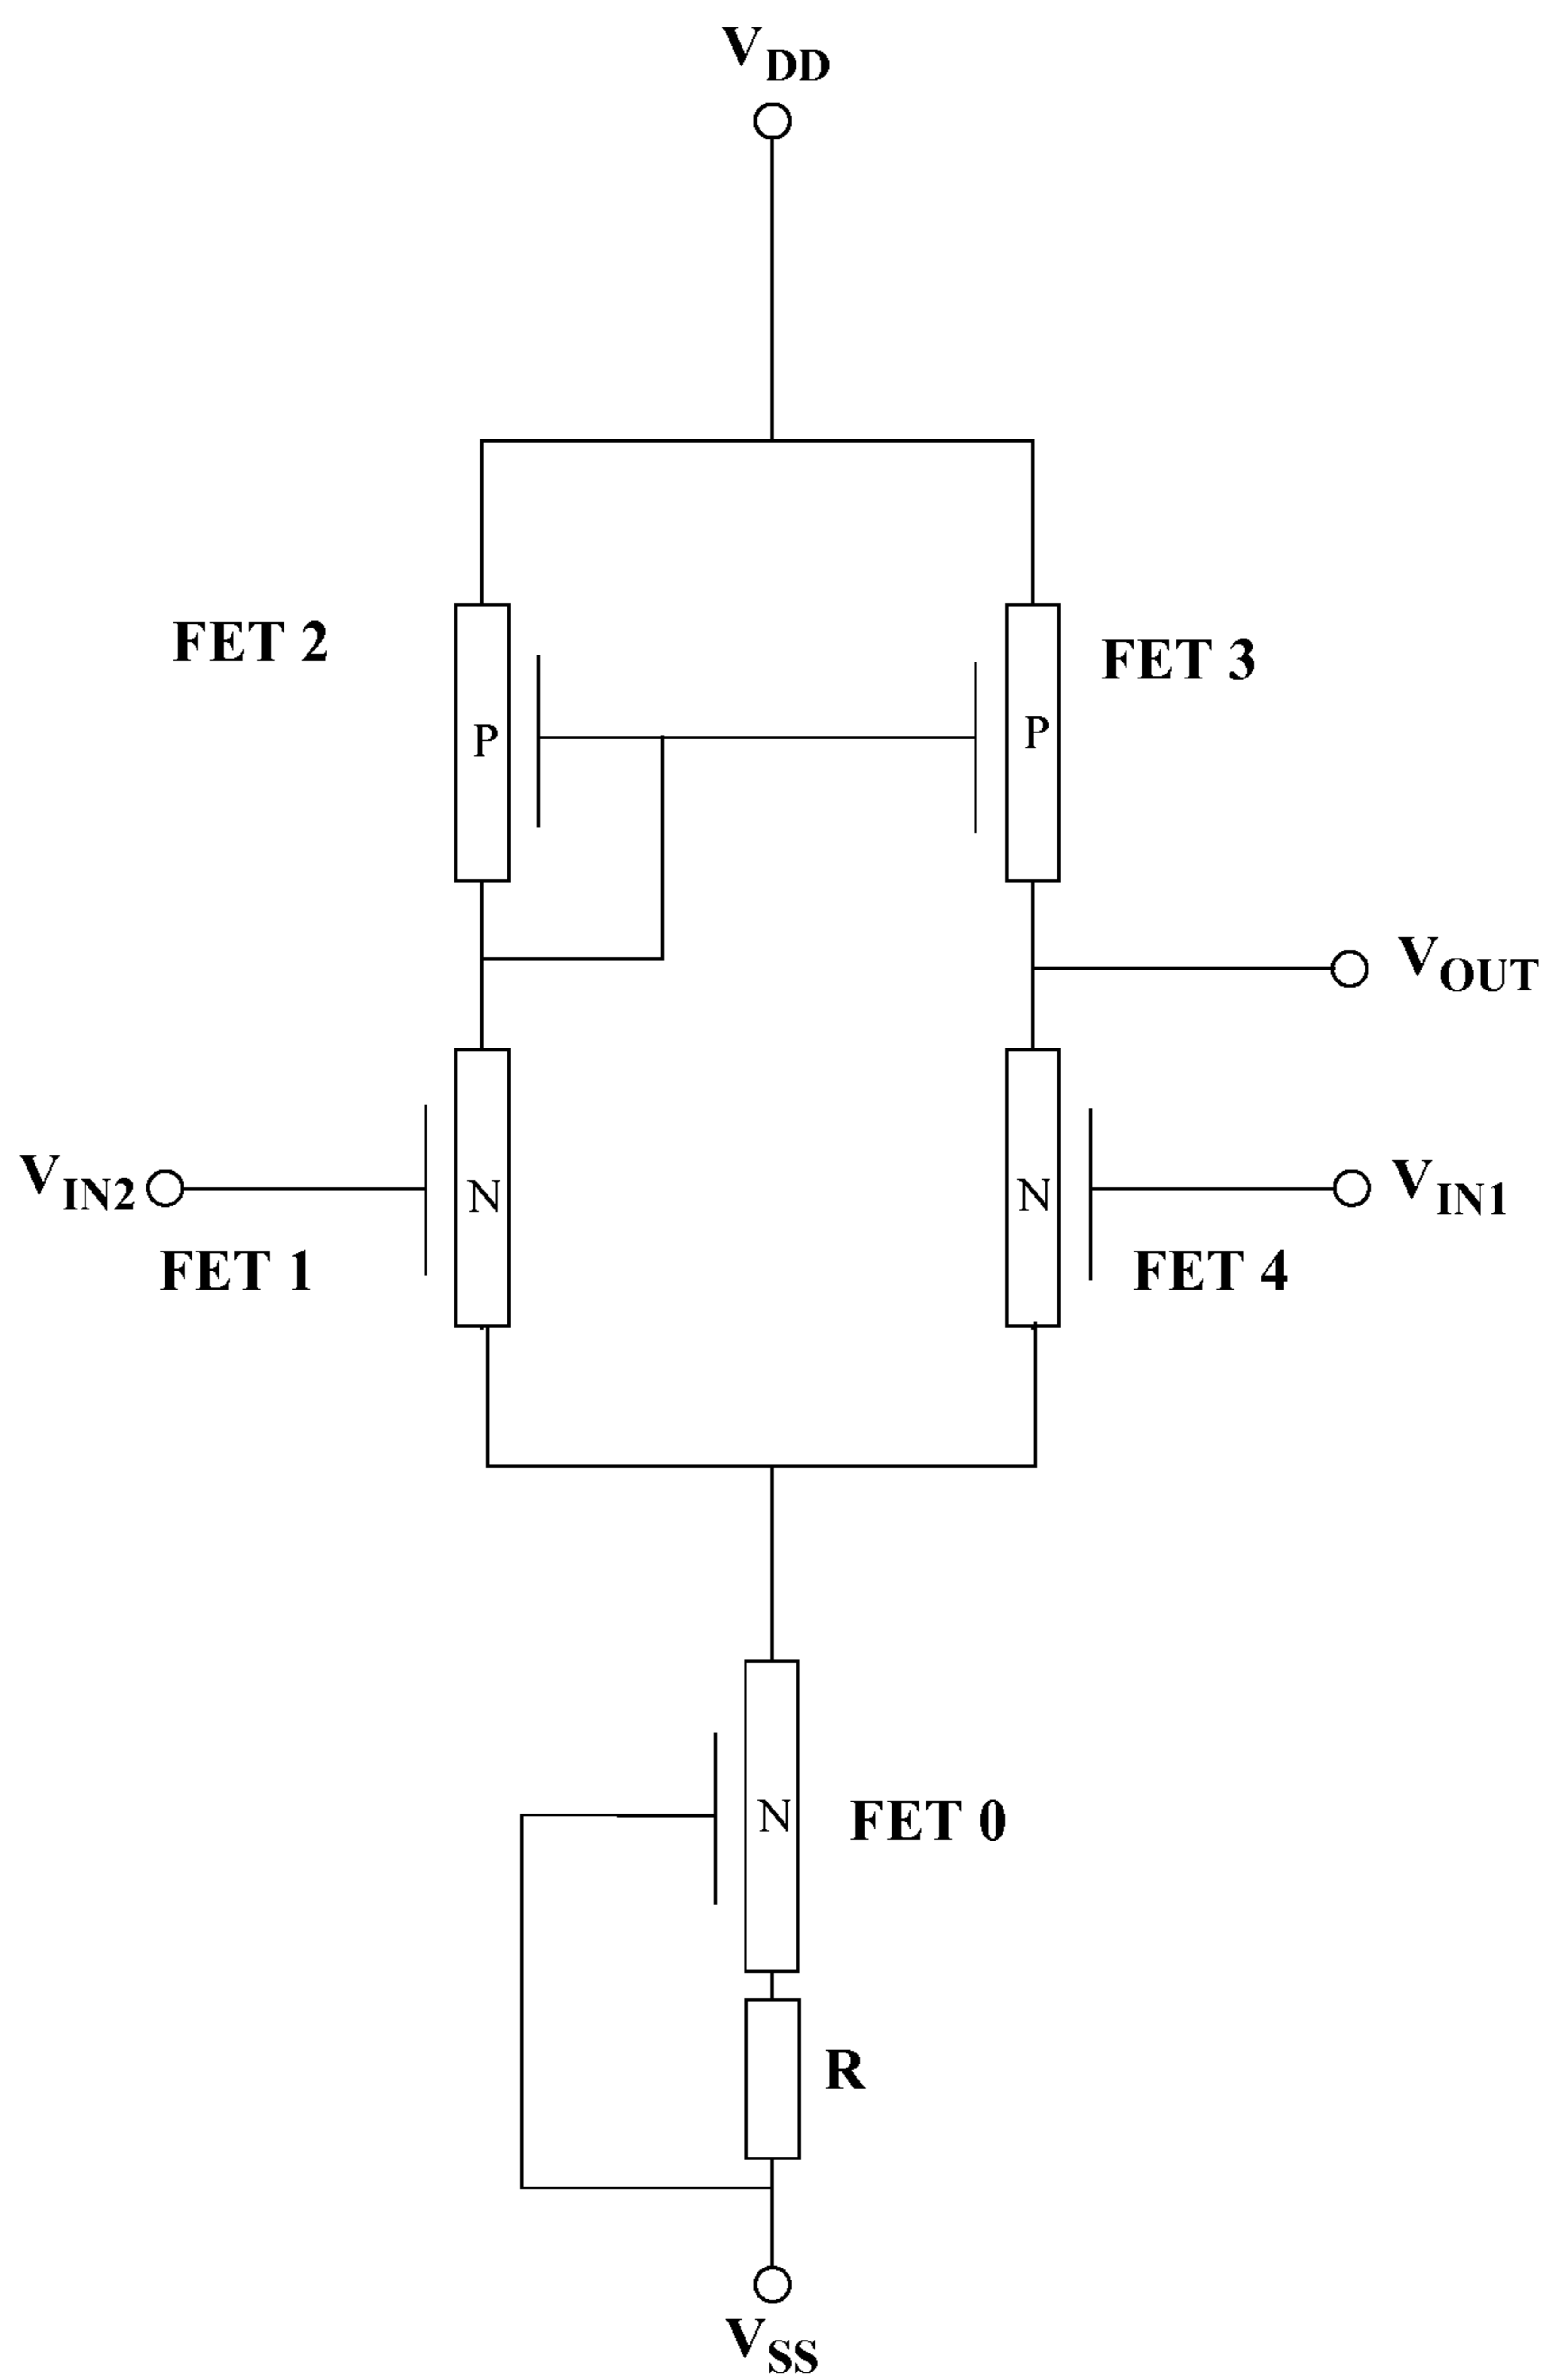 VDD
FET 2
FET 3
P
P
VOUT
VIN2
N
N
VIN1
FET 1
FET 4
N
FET 0
R
VSS